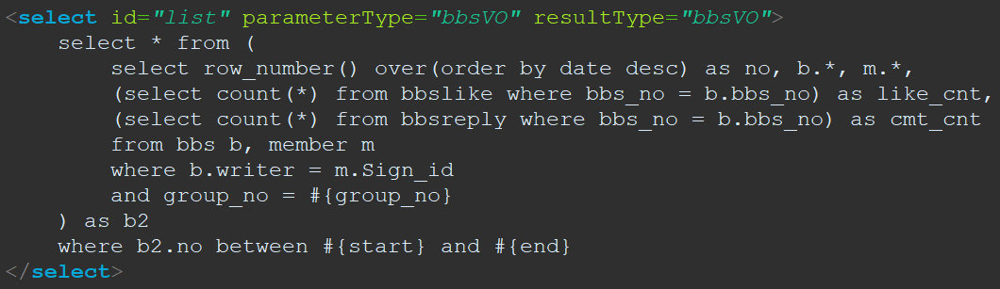 <select id="list" parameterType="bbsVO" resultType="bbsVO">
    select * from (
        select row_number() over(order by date desc) as no, b.*, m.*,
        (select count(*) from bbslike where bbs_no = b.bbs_no) as like_cnt,
        (select count(*) from bbsreply where bbs_no = b.bbs_no) as cmt_cnt
        from bbs b, member m
        where b.writer = m.Sign_id
        and group_no = #{group_no}
    ) as b2
    where b2.no between #{start} and #{end}
</select>